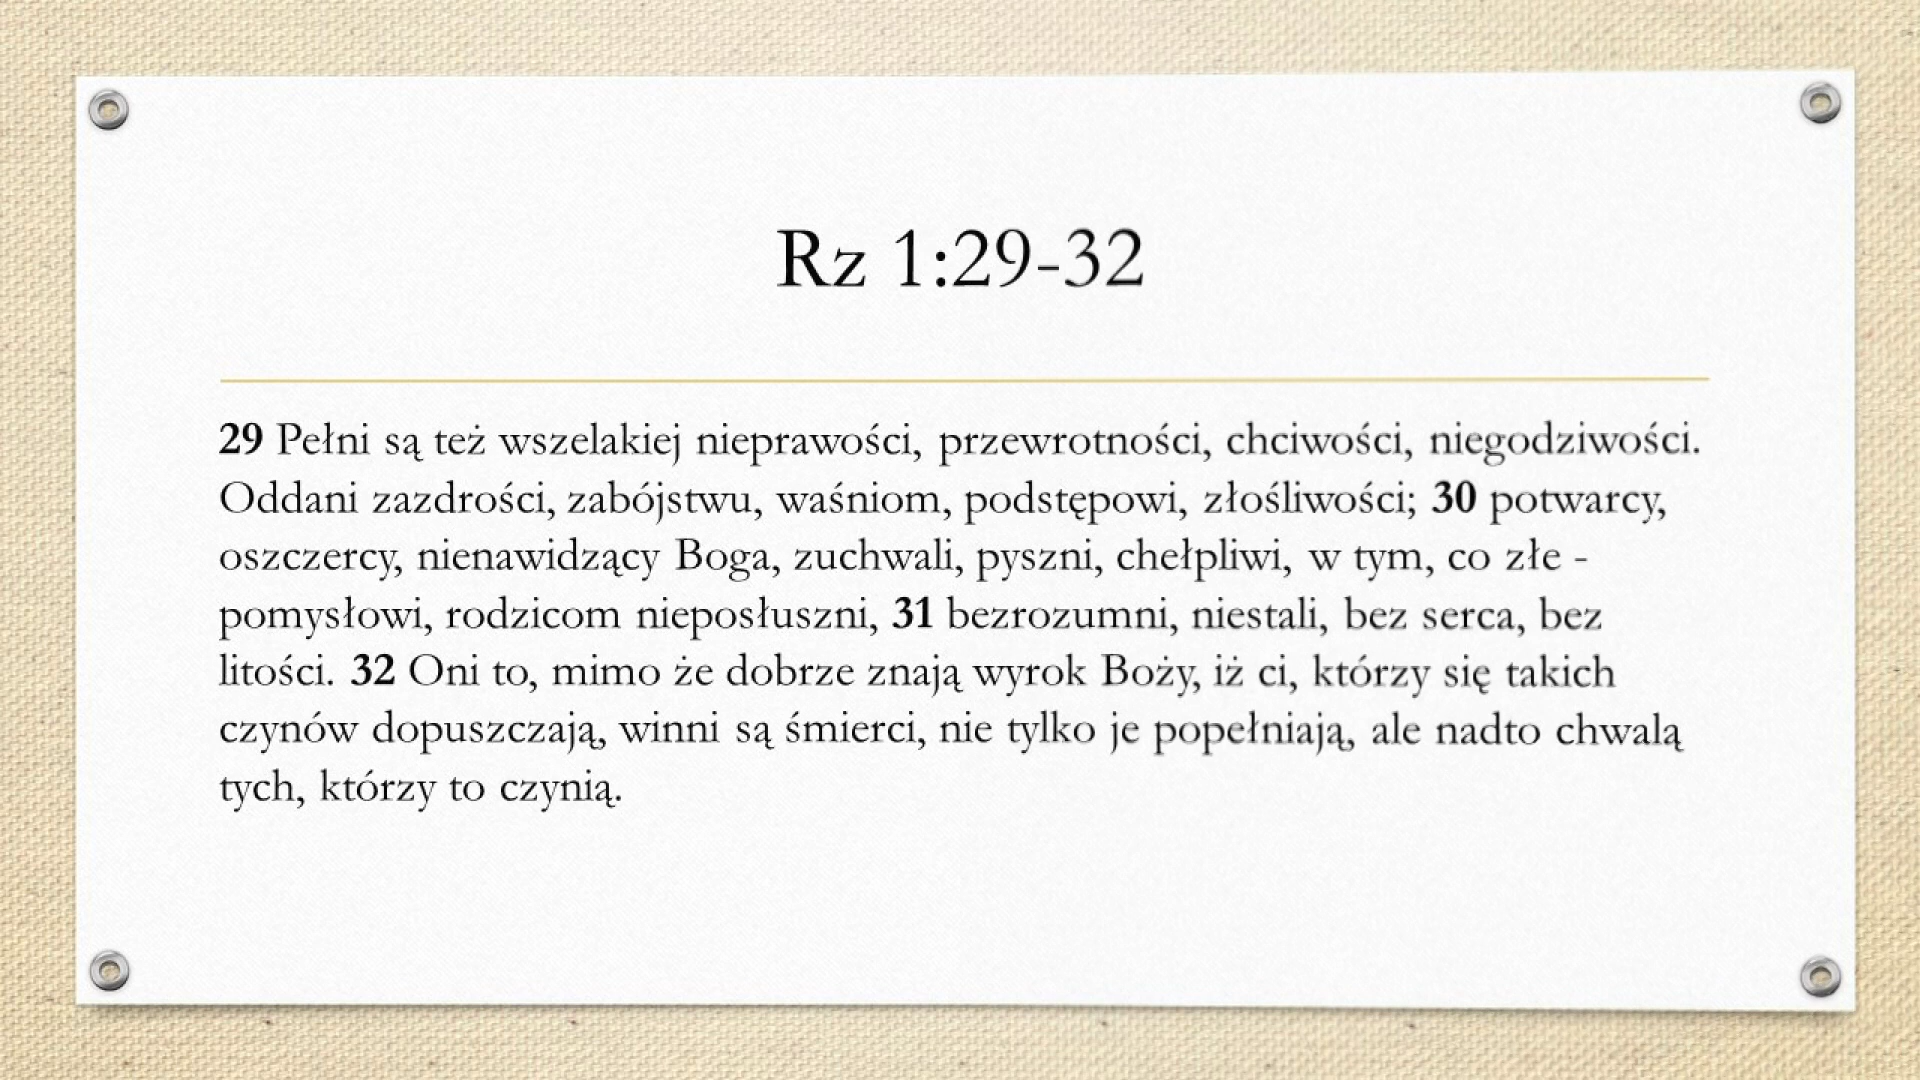 Rz 1:29-32
29 Pełni są też wszelakiej nieprawości, przewrotności, chciwości, niegodziwości.
Oddani zazdrości, zabójstwu, waśniom, podstępowi, złośliwości; 30 potwarcy,
oszczercy, nienawidzący Boga, zuchwali, pyszni, chełpliwi, w tym, co złe -
pomysłowi, rodzicom nieposłuszni, 31 bezrozumni, niestali, bez serca, bez
litości. 32 Oni to, mimo że dobrze znają wyrok Boży, iż ci, którzy się takich
czynów dopuszczają, winni są śmierci, nie tylko je popełniają, ale nadto chwalą
tych, którzy to czynią.